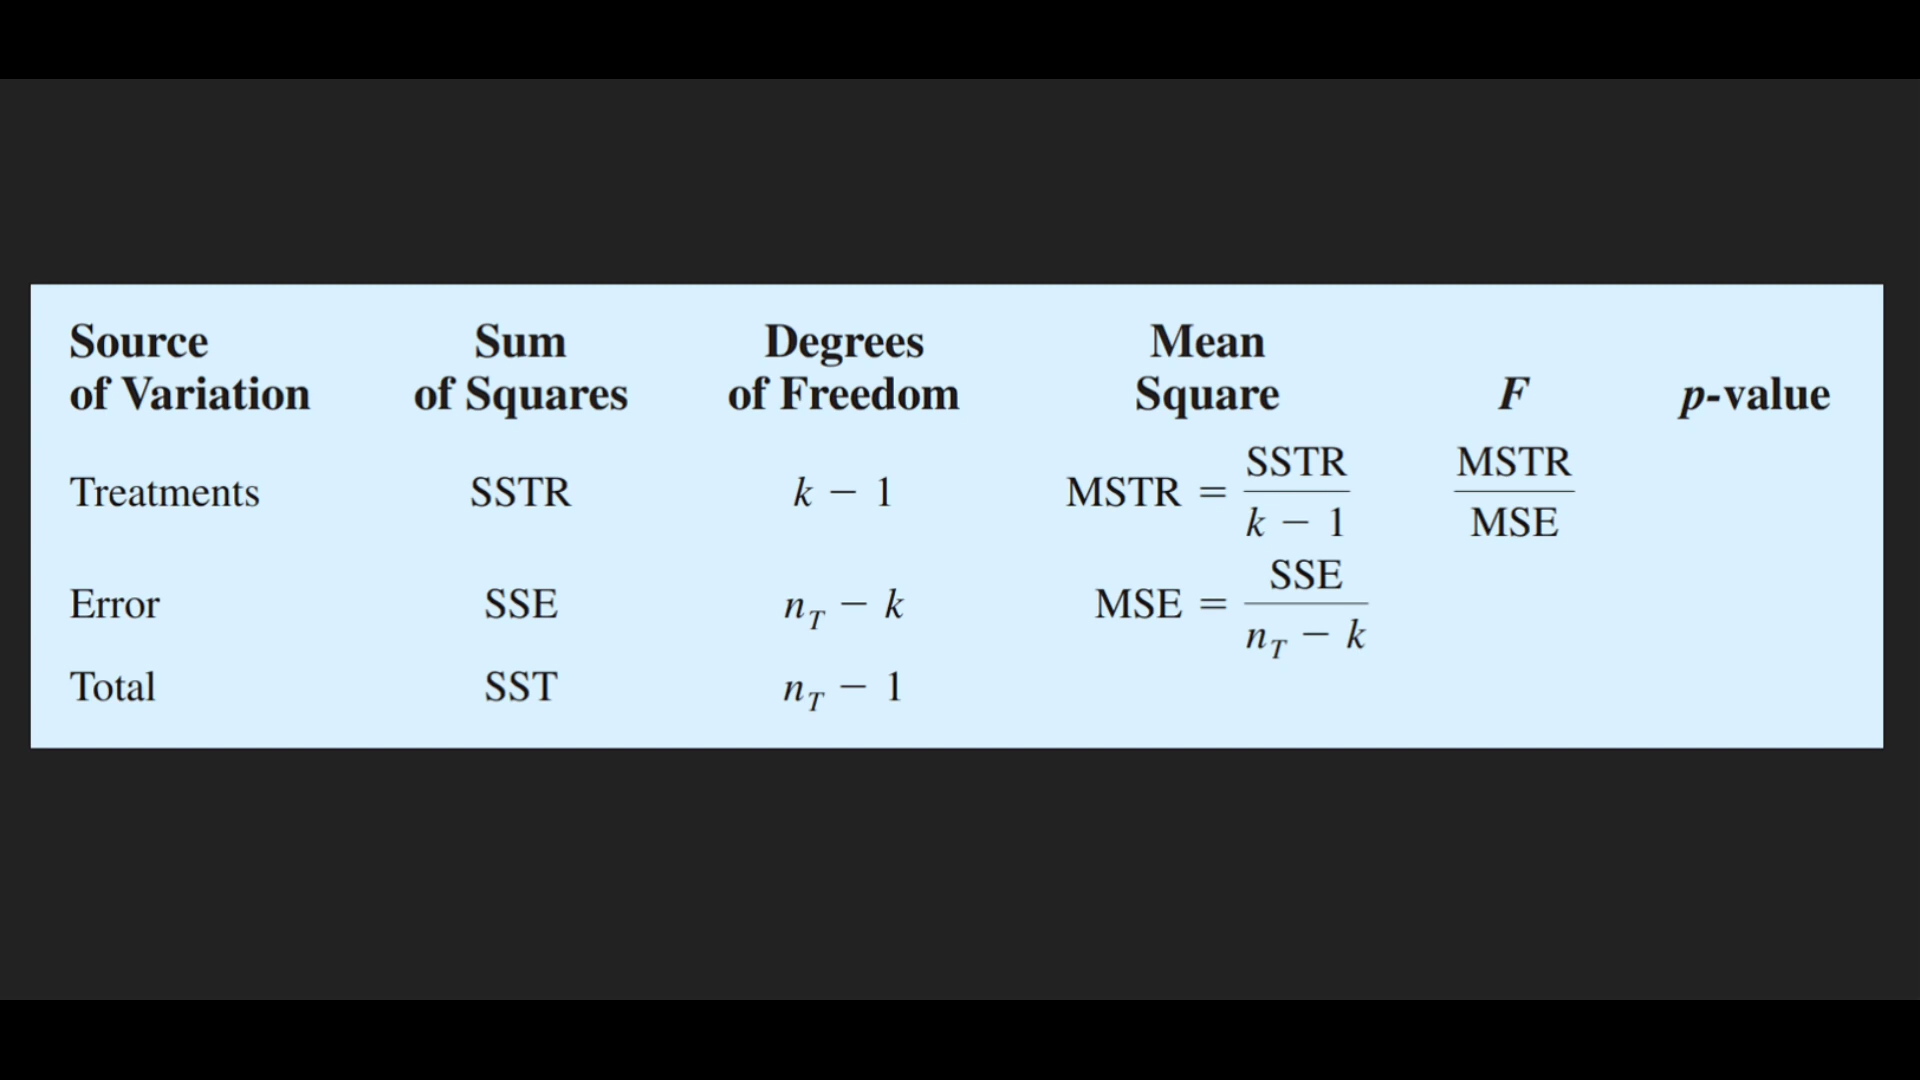 Source of Variation Sum of Squares Degrees of Freedom Mean Square F p-value
Treatments SSTR k − 1 MSTR = SSTR / k − 1 MSTR / MSE
Error SSE n_T − k MSE = SSE / n_T − k
Total SST n_T − 1